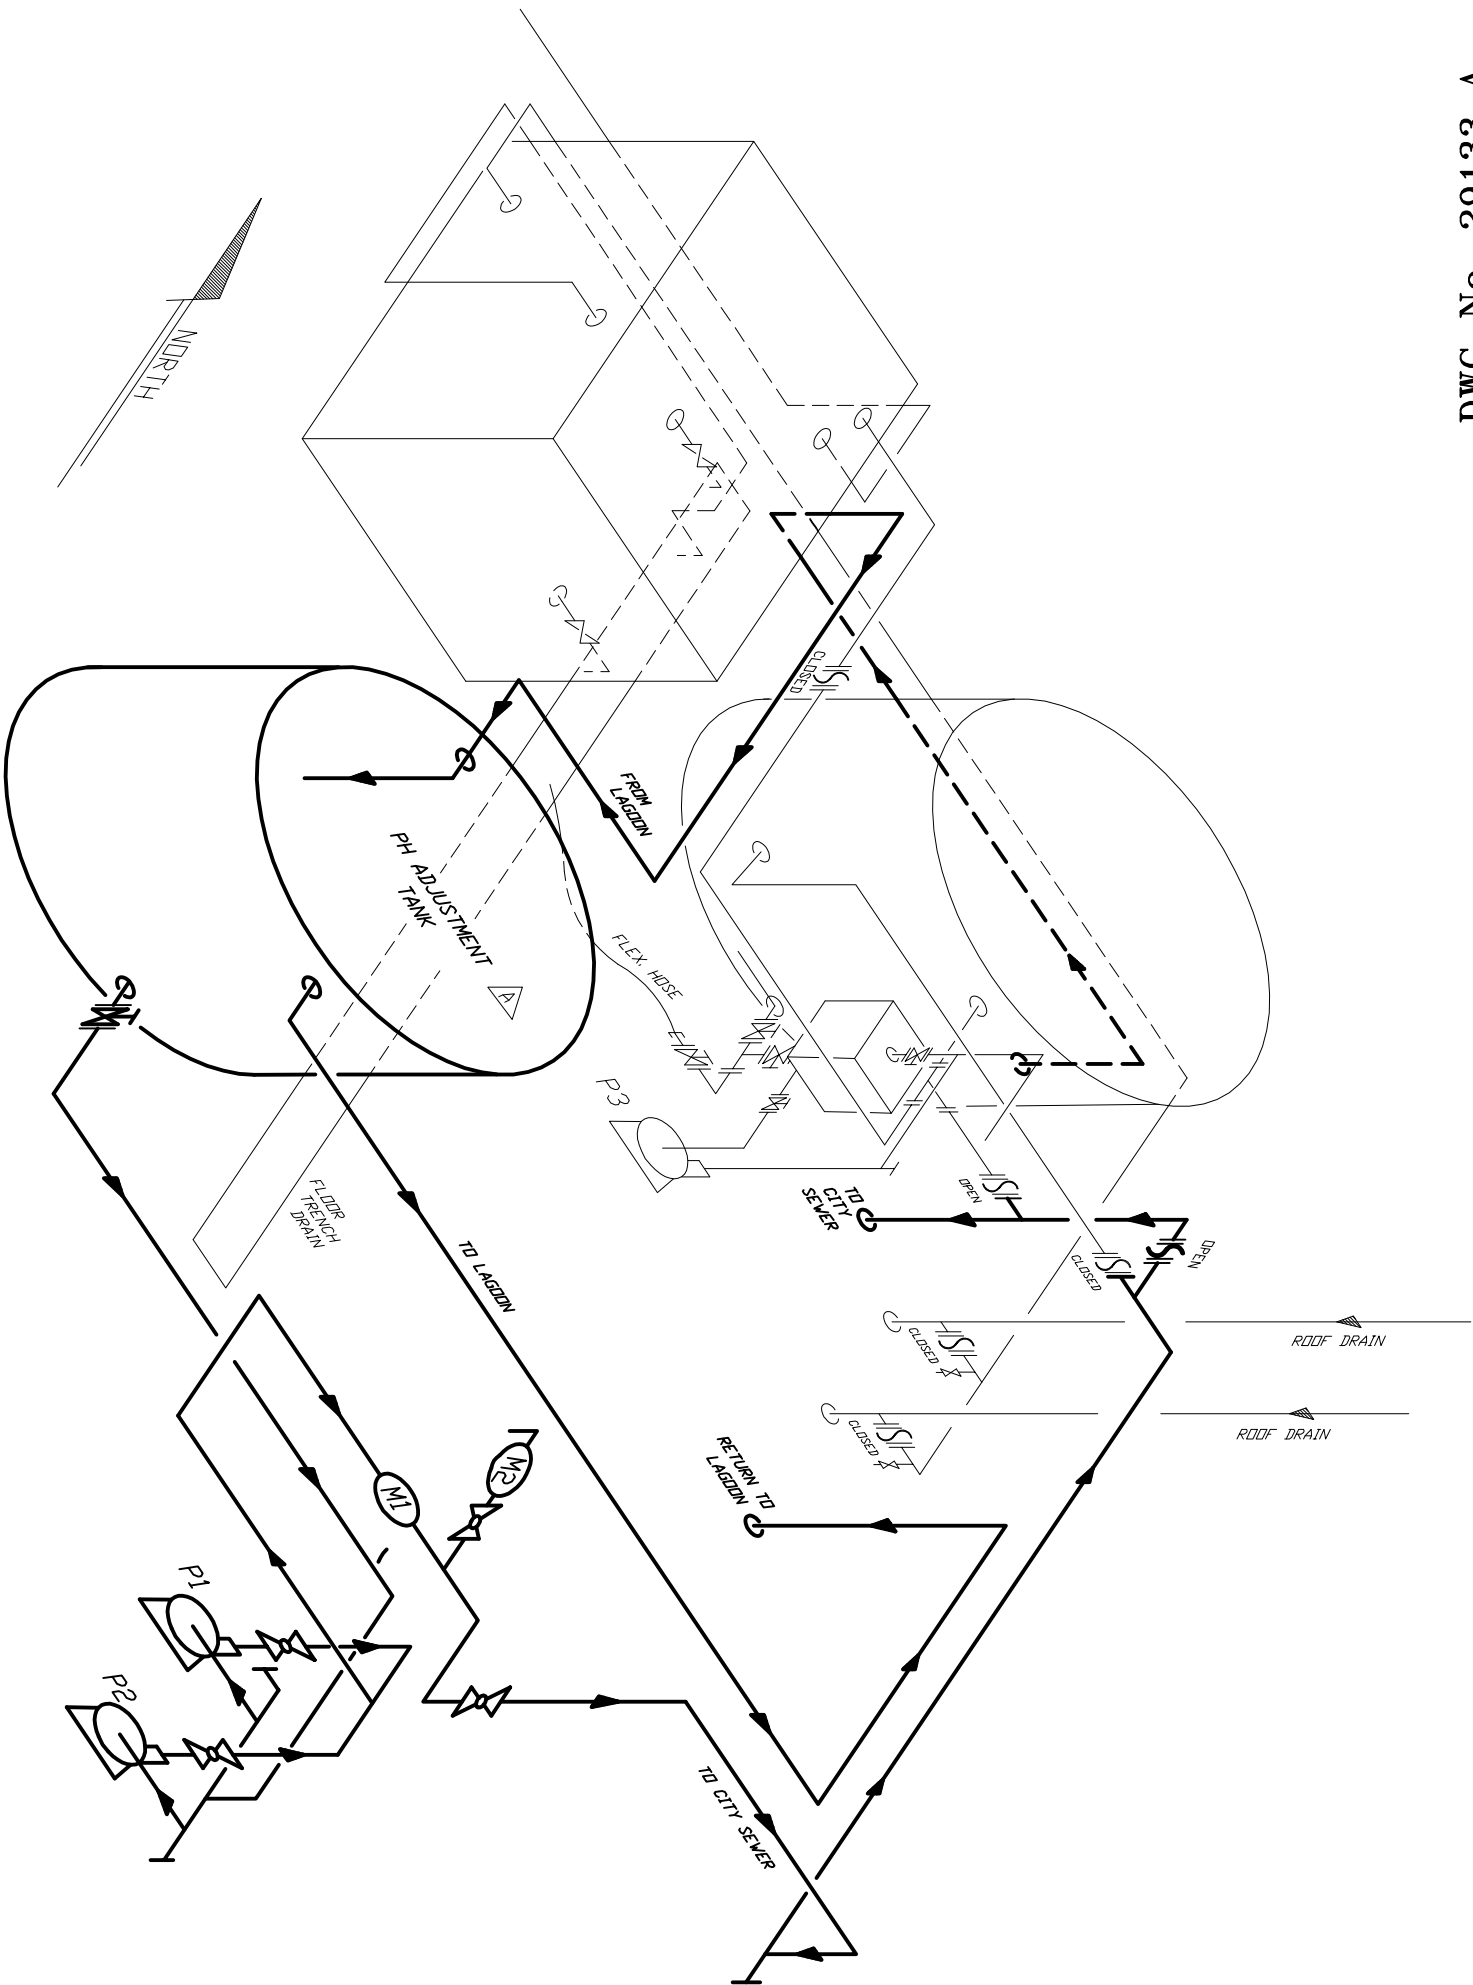 DWG. No. 39133-A
NORTH
CLOSED
FROM
LAGOON
PH ADJUSTMENT
TANK
A
FLEX. HOSE
P3
FLOOR
TRENCH
DRAIN
TO
CITY
SEWER
OPEN
OPEN
CLOSED
TO LAGOON
CLOSED
ROOF DRAIN
CLOSED
ROOF DRAIN
RETURN TO
LAGOON
M2
M1
P1
P2
TO CITY SEWER